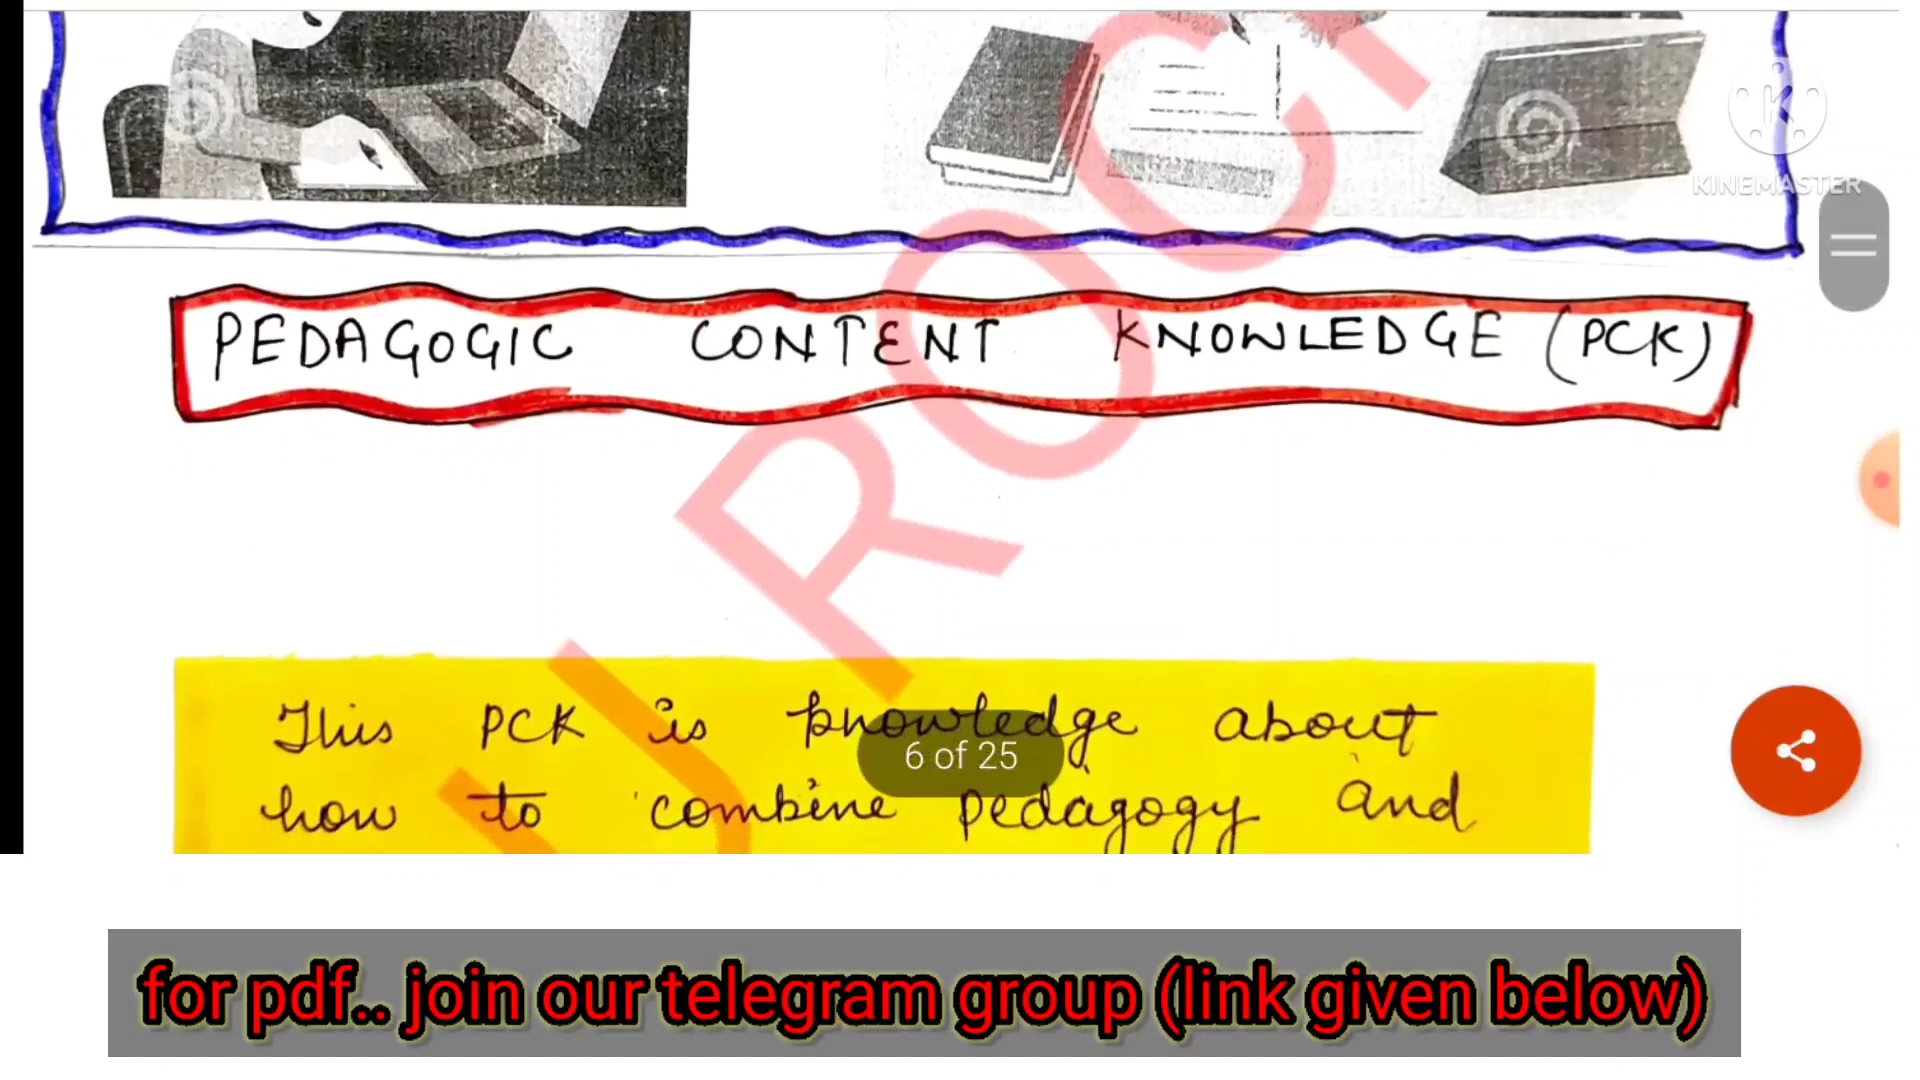 KINEMASTER
PEDAGOGIC CONTENT KNOWLEDGE (PCK)
This PCK is knowledge about
6 of 25
how to combine pedagogy and
for pdf.. join our telegram group (link given below)